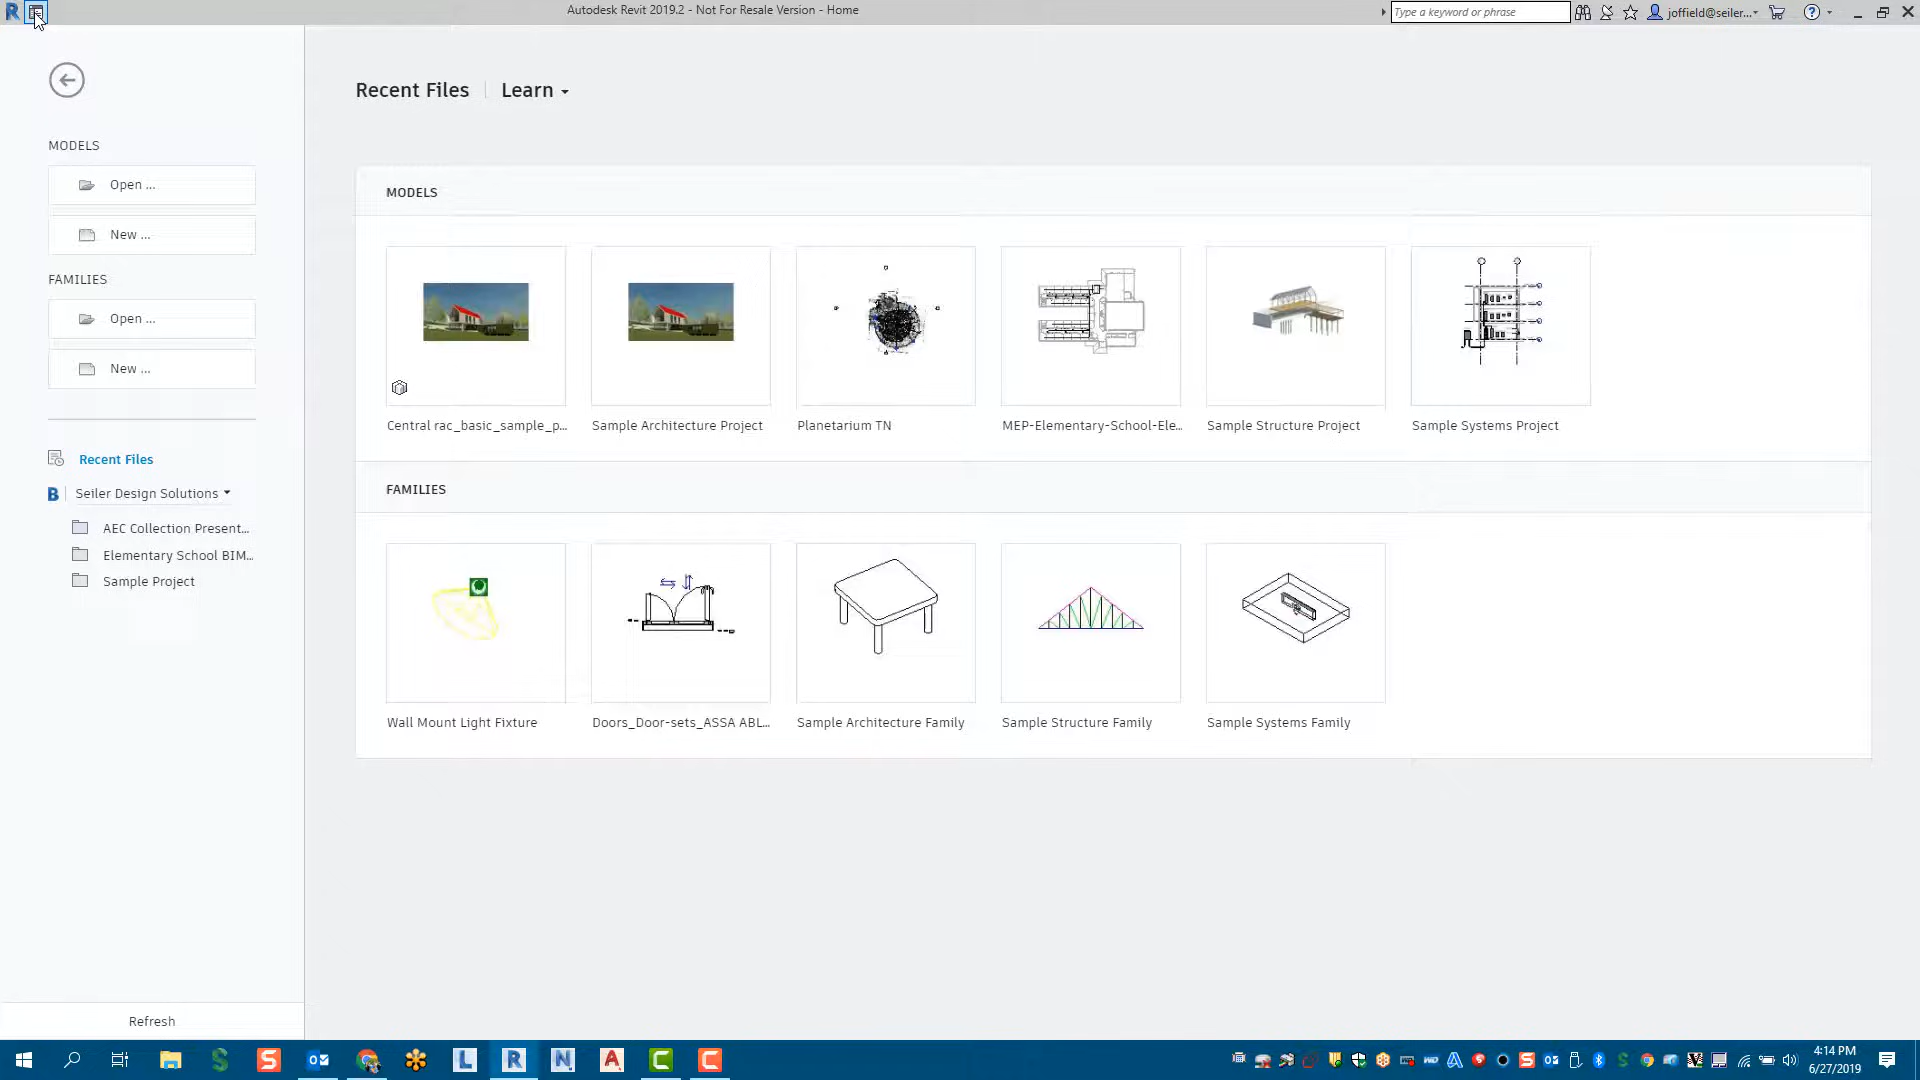 Autodesk Revit 2019.2 - Not For Resale Version - Home
Type a keyword or phrase
joffield@seiler...
Recent Files
Learn
MODELS
Open ...
New ...
FAMILIES
Open ...
New ...
Recent Files
Seiler Design Solutions
AEC Collection Present...
Elementary School BIM...
Sample Project
Refresh
MODELS
Central rac_basic_sample_p...
Sample Architecture Project
Planetarium TN
MEP-Elementary-School-Ele...
Sample Structure Project
Sample Systems Project
FAMILIES
Wall Mount Light Fixture
Doors_Door-sets_ASSA ABL...
Sample Architecture Family
Sample Structure Family
Sample Systems Family
4:14 PM
6/27/2019